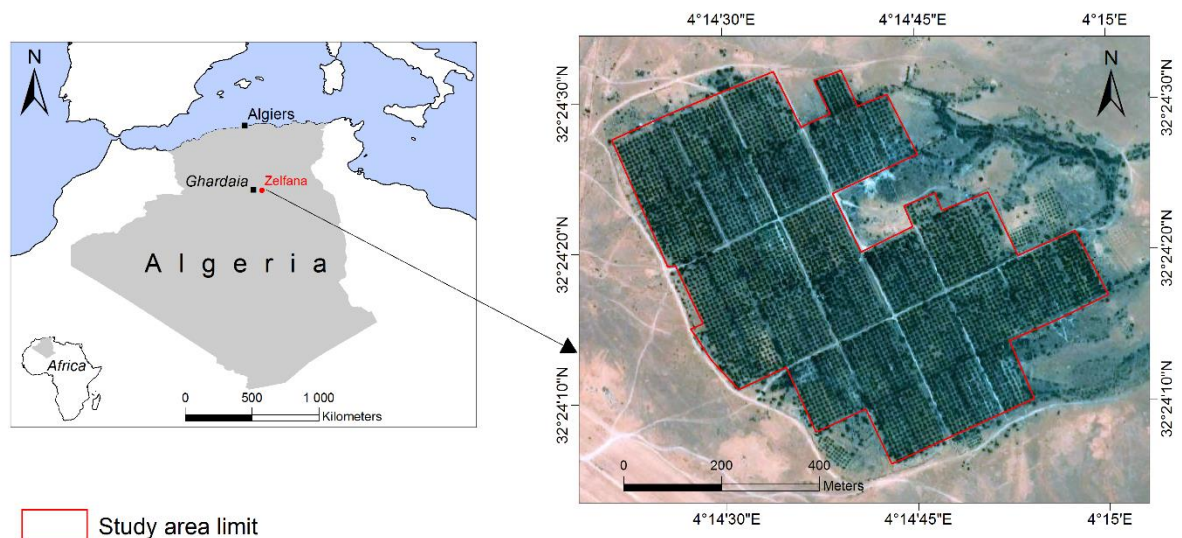 N
Algiers
Ghardaia
Zelfana
Algeria
Africa
0 500 1 000
Kilometers
4°14'30"E 4°14'45"E 4°15'E
32°24'30"N
32°24'20"N
32°24'10"N
N
32°24'30"N
32°24'20"N
32°24'10"N
0 200 400
Meters
4°14'30"E 4°14'45"E 4°15'E
Study area limit